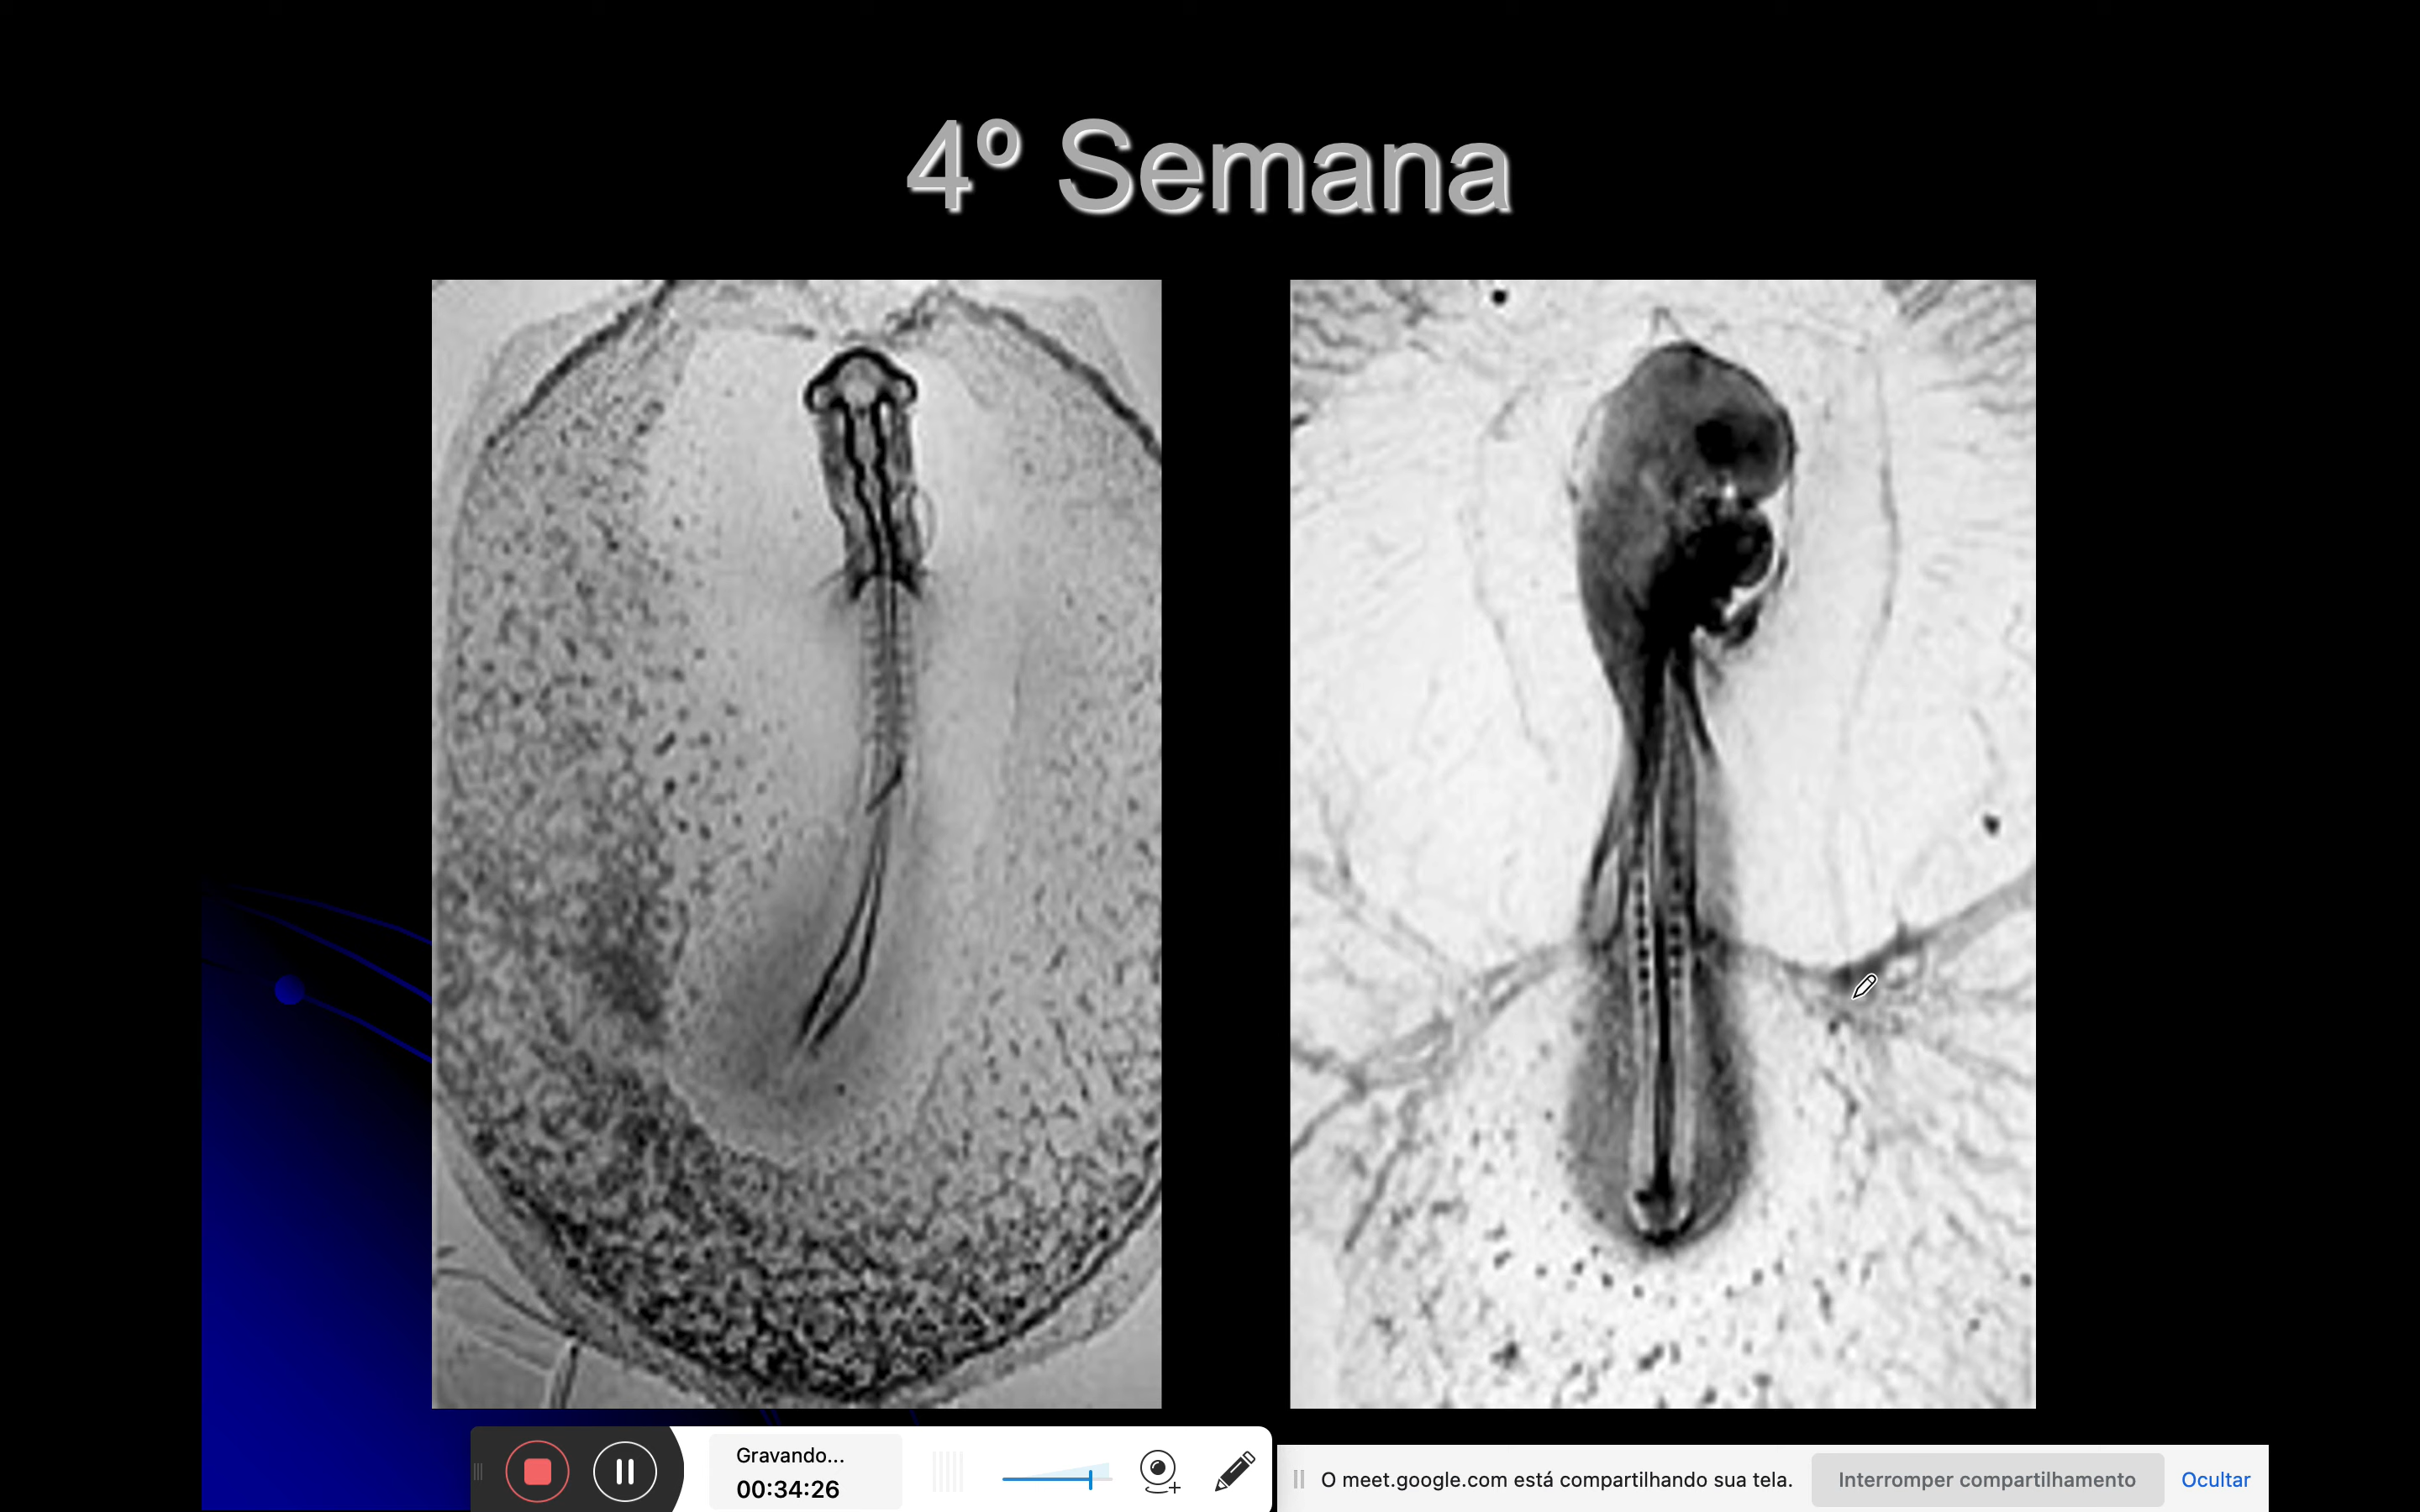 4º Semana
Gravando...
00:34:26
O meet.google.com está compartilhando sua tela.
Interromper compartilhamento
Ocultar